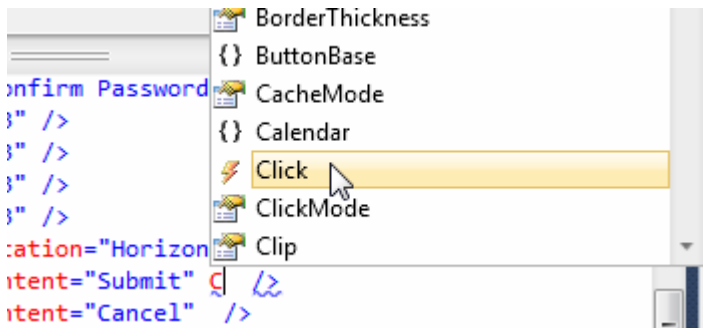 BorderThickness
{} ButtonBase
onfirm Password
CacheMode
3" />
{} Calendar
3" />
Click
3" />
ClickMode
3" />
tation="Horizon
Clip
ntent="Submit" C />
ntent="Cancel" />